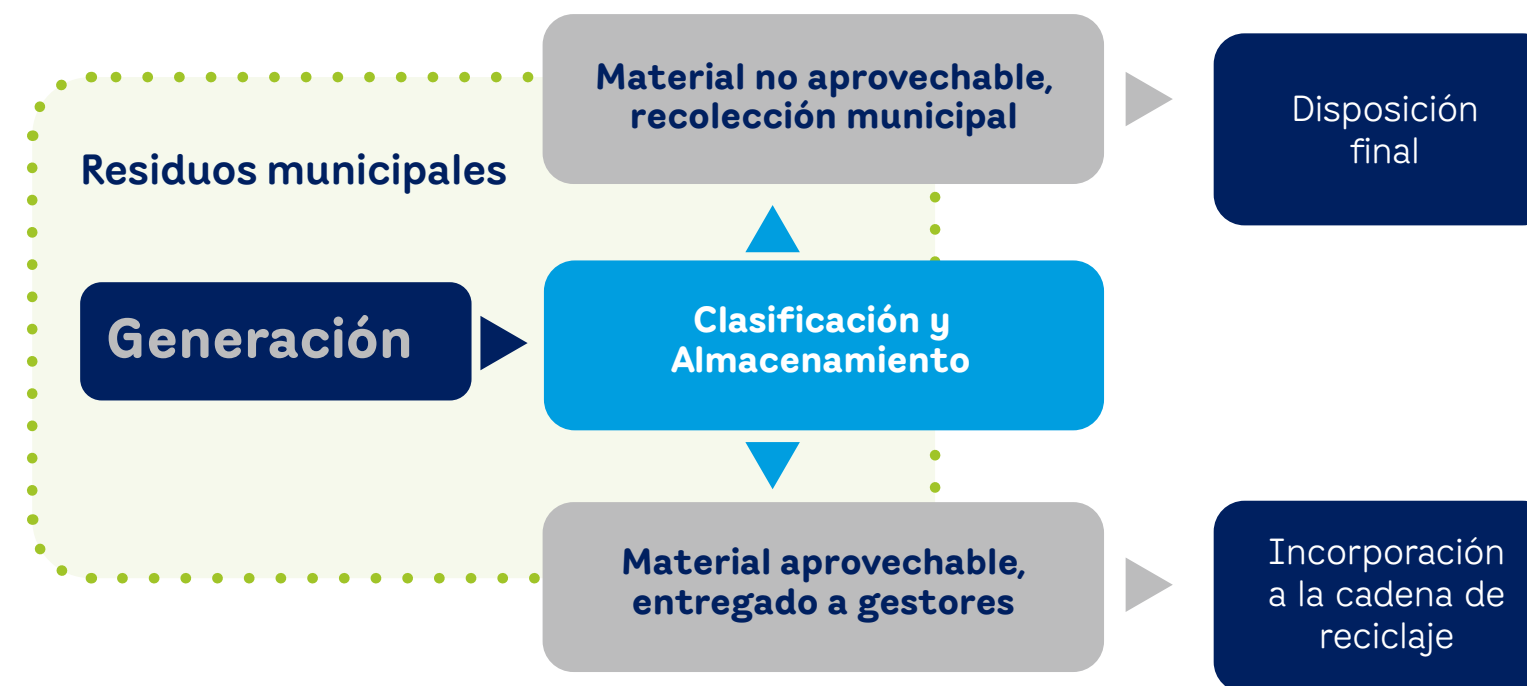 Residuos municipales
Generación
Clasificación y
Almacenamiento
Material no aprovechable,
recolección municipal
Disposición
final
Material aprovechable,
entregado a gestores
Incorporación
a la cadena de
reciclaje